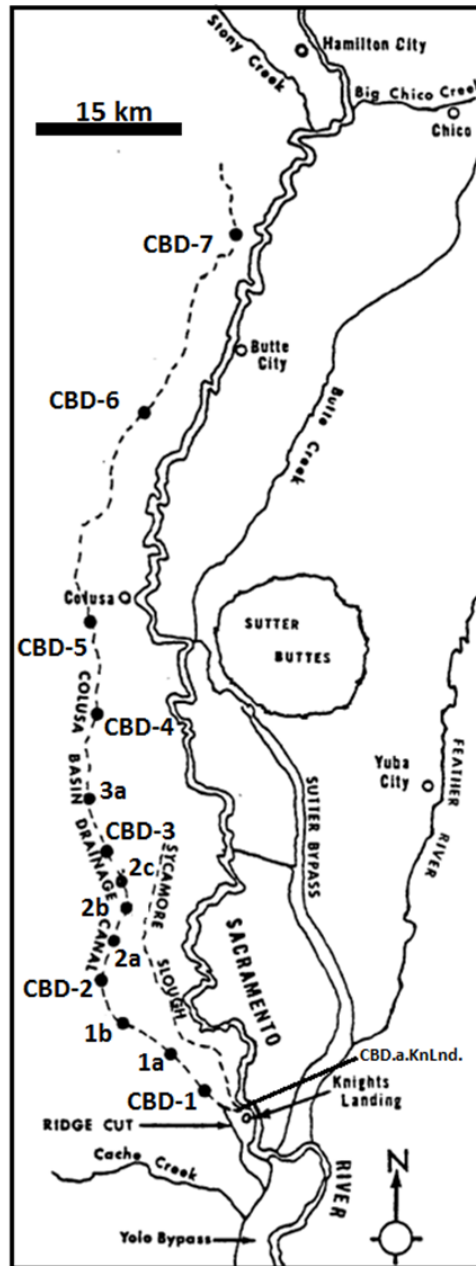 Hamilton City
Stony Creek
Big Chico Creek
Chico
15 km
CBD-7
Butte
City
CBD-6
Butte Creek
Colusa
SUTTER
BUTTES
CBD-5
COLUSA BASIN DRAINAGE CANAL
CBD-4
Yuba
City
FEATHER RIVER
3a
SUTTER BYPASS
CBD-3
SYCAMORE SLOUGH
2c
2b
SACRAMENTO RIVER
2a
CBD-2
1b
CBD.a.KnLnd.
1a
Knights
Landing
CBD-1
RIDGE CUT
Cache Creek
N
Yolo Bypass